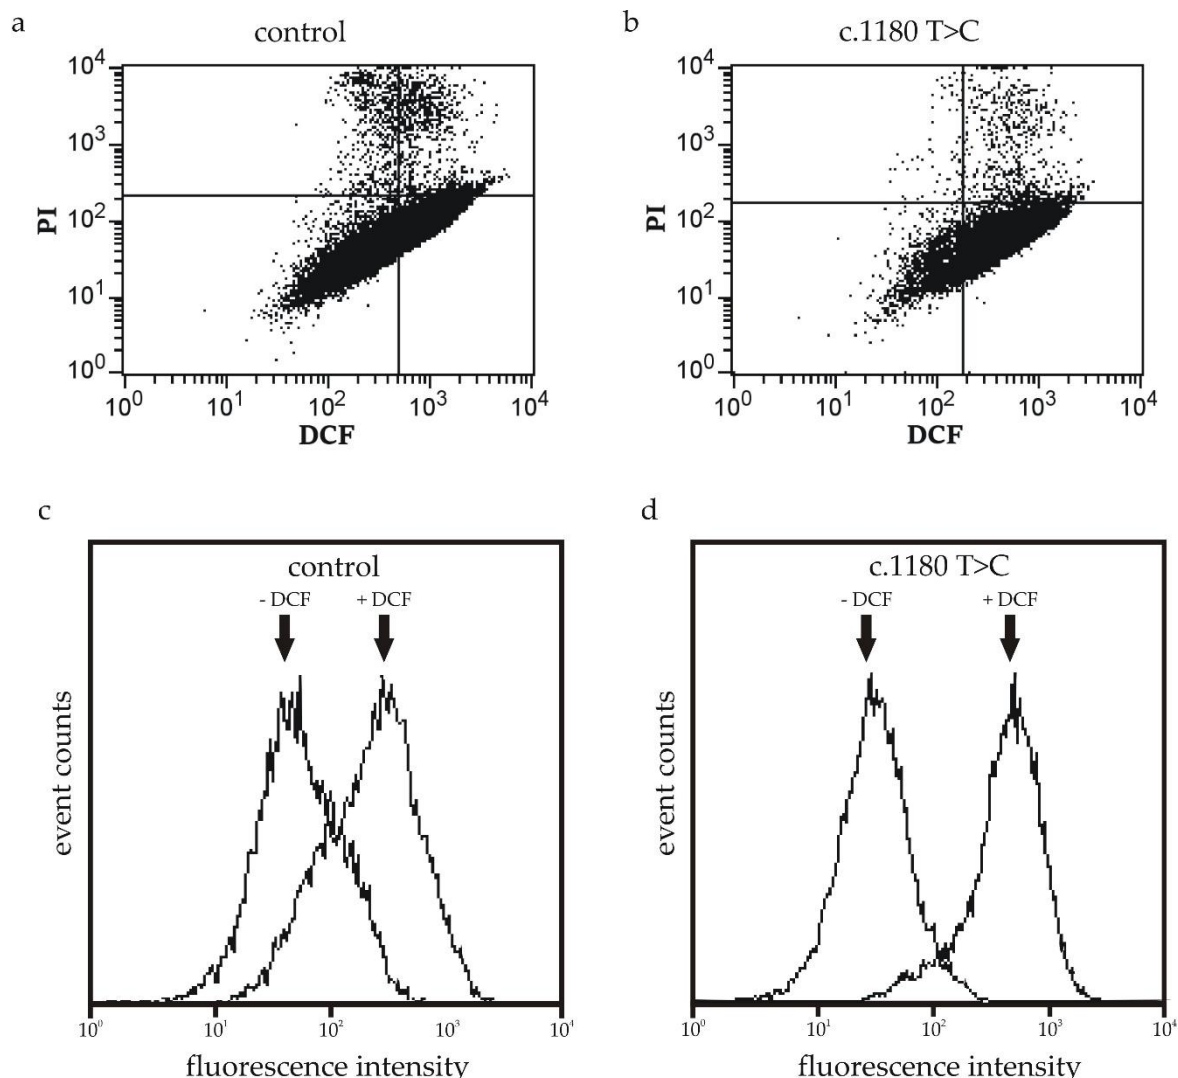 a
control
10⁴
10³
10²
10¹
10⁰
PI
10⁰ 10¹ 10² 10³ 10⁴
DCF
b
c.1180 T>C
10⁴
10³
10²
10¹
10⁰
PI
10⁰ 10¹ 10² 10³ 10⁴
DCF
c
control
- DCF + DCF
event counts
10⁰ 10¹ 10² 10³ 10¹
fluorescence intensity
d
c.1180 T>C
- DCF + DCF
event counts
10⁰ 10¹ 10² 10³ 10⁴
fluorescence intensity